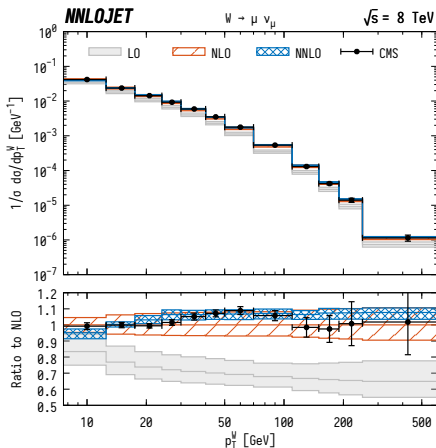 NNLOJET W → μ ν_μ √s = 8 TeV
LO NLO NNLO CMS
1/σ dσ/dp_T^W [GeV⁻¹]
10⁰
10⁻¹
10⁻²
10⁻³
10⁻⁴
10⁻⁵
10⁻⁶
10⁻⁷
Ratio to NLO
1.2
1.1
1
0.9
0.8
0.7
0.6
0.5
10 20 50 100 200 500
p_T^W [GeV]